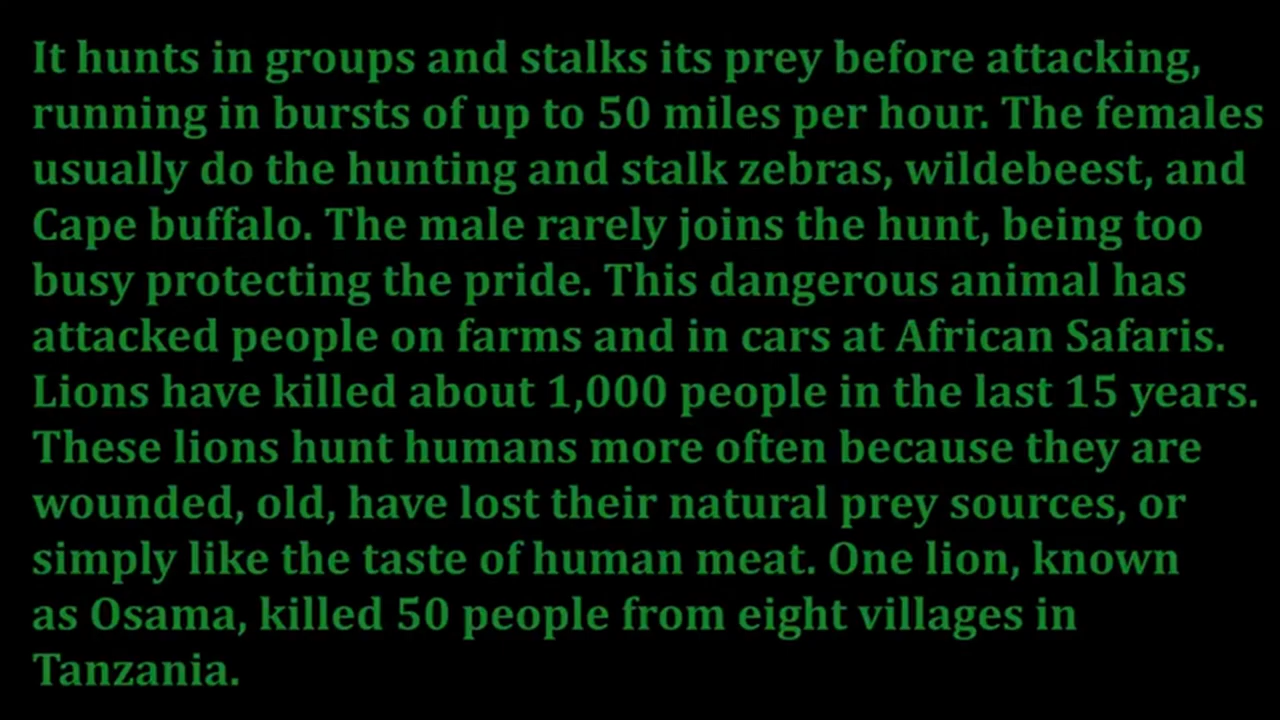 It hunts in groups and stalks its prey before attacking,
running in bursts of up to 50 miles per hour. The females
usually do the hunting and stalk zebras, wildebeest, and
Cape buffalo. The male rarely joins the hunt, being too
busy protecting the pride. This dangerous animal has
attacked people on farms and in cars at African Safaris.
Lions have killed about 1,000 people in the last 15 years.
These lions hunt humans more often because they are
wounded, old, have lost their natural prey sources, or
simply like the taste of human meat. One lion, known
as Osama, killed 50 people from eight villages in
Tanzania.